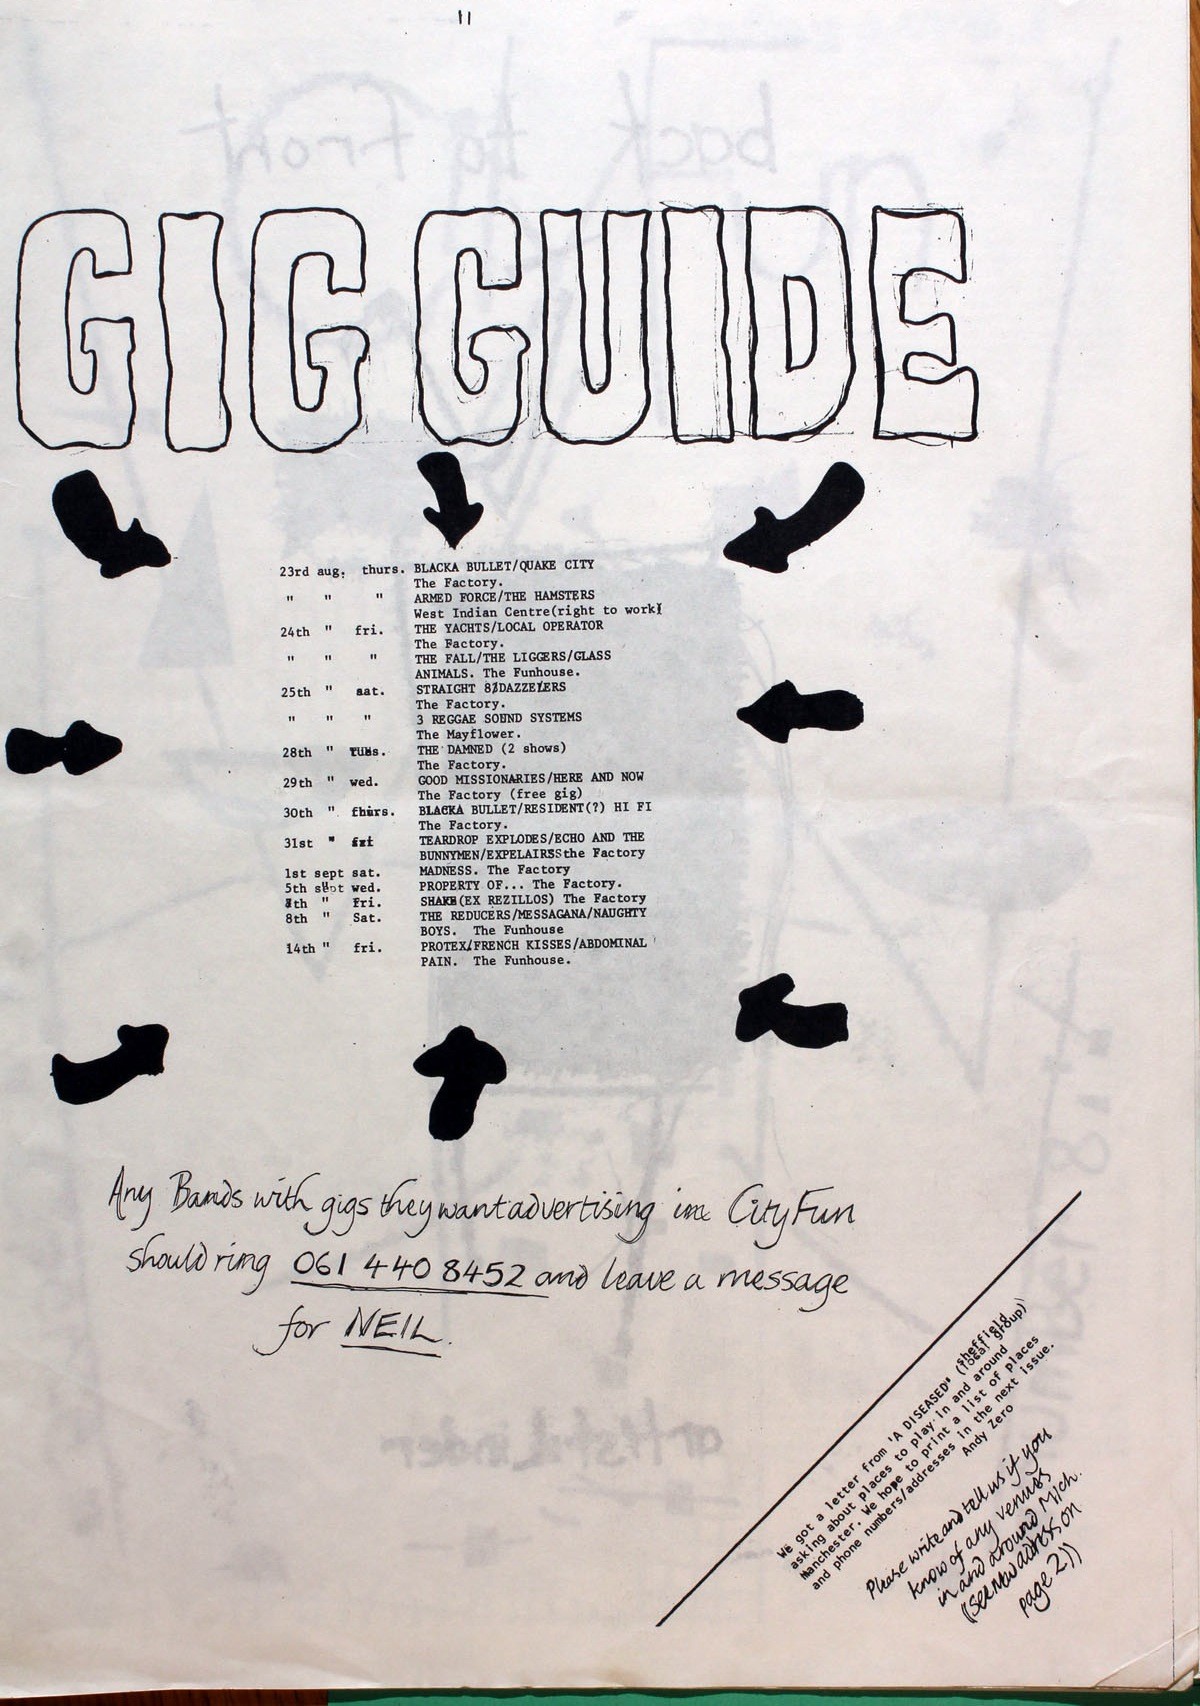 11
GIG GUIDE
23rd aug. thurs. BLACKA BULLET/QUAKE CITY
The Factory.
" " " ARMED FORCE/THE HAMSTERS
West Indian Centre(right to work)
24th " fri. THE YACHTS/LOCAL OPERATOR
The Factory.
" " " THE FALL/THE LIGGERS/GLASS
ANIMALS. The Funhouse.
25th " sat. STRAIGHT 8/DAZZELERS
The Factory.
" " " 3 REGGAE SOUND SYSTEMS
The Mayflower.
28th " tues. THE DAMNED (2 shows)
The Factory.
29th " wed. GOOD MISSIONARIES/HERE AND NOW
The Factory (free gig)
30th " thurs. BLACKA BULLET/RESIDENT(?) HI FI
The Factory.
31st " fri TEARDROP EXPLODES/ECHO AND THE
BUNNYMEN/EXPELAIRSSthe Factory
1st sept sat. MADNESS. The Factory
5th sept wed. PROPERTY OF... The Factory.
7th " Fri. SHAKE(EX REZILLOS) The Factory
8th " Sat. THE REDUCERS/MESSAGANA/NAUGHTY
BOYS. The Funhouse
14th " fri. PROTEX/FRENCH KISSES/ABDOMINAL
PAIN. The Funhouse.
Any Bands with gigs they want advertising in City Fun
should ring 061 440 8452 and leave a message
for NEIL.
We got a letter from 'A DISEASED" (Sheffield group)
asking about places to play in and around
Manchester. We hope to print a list of places
and phone numbers/addresses in the next issue.
Andy Zero
Please write and tell us if you
know of any venues
in and around M/ch.
((see new address on
page 2))